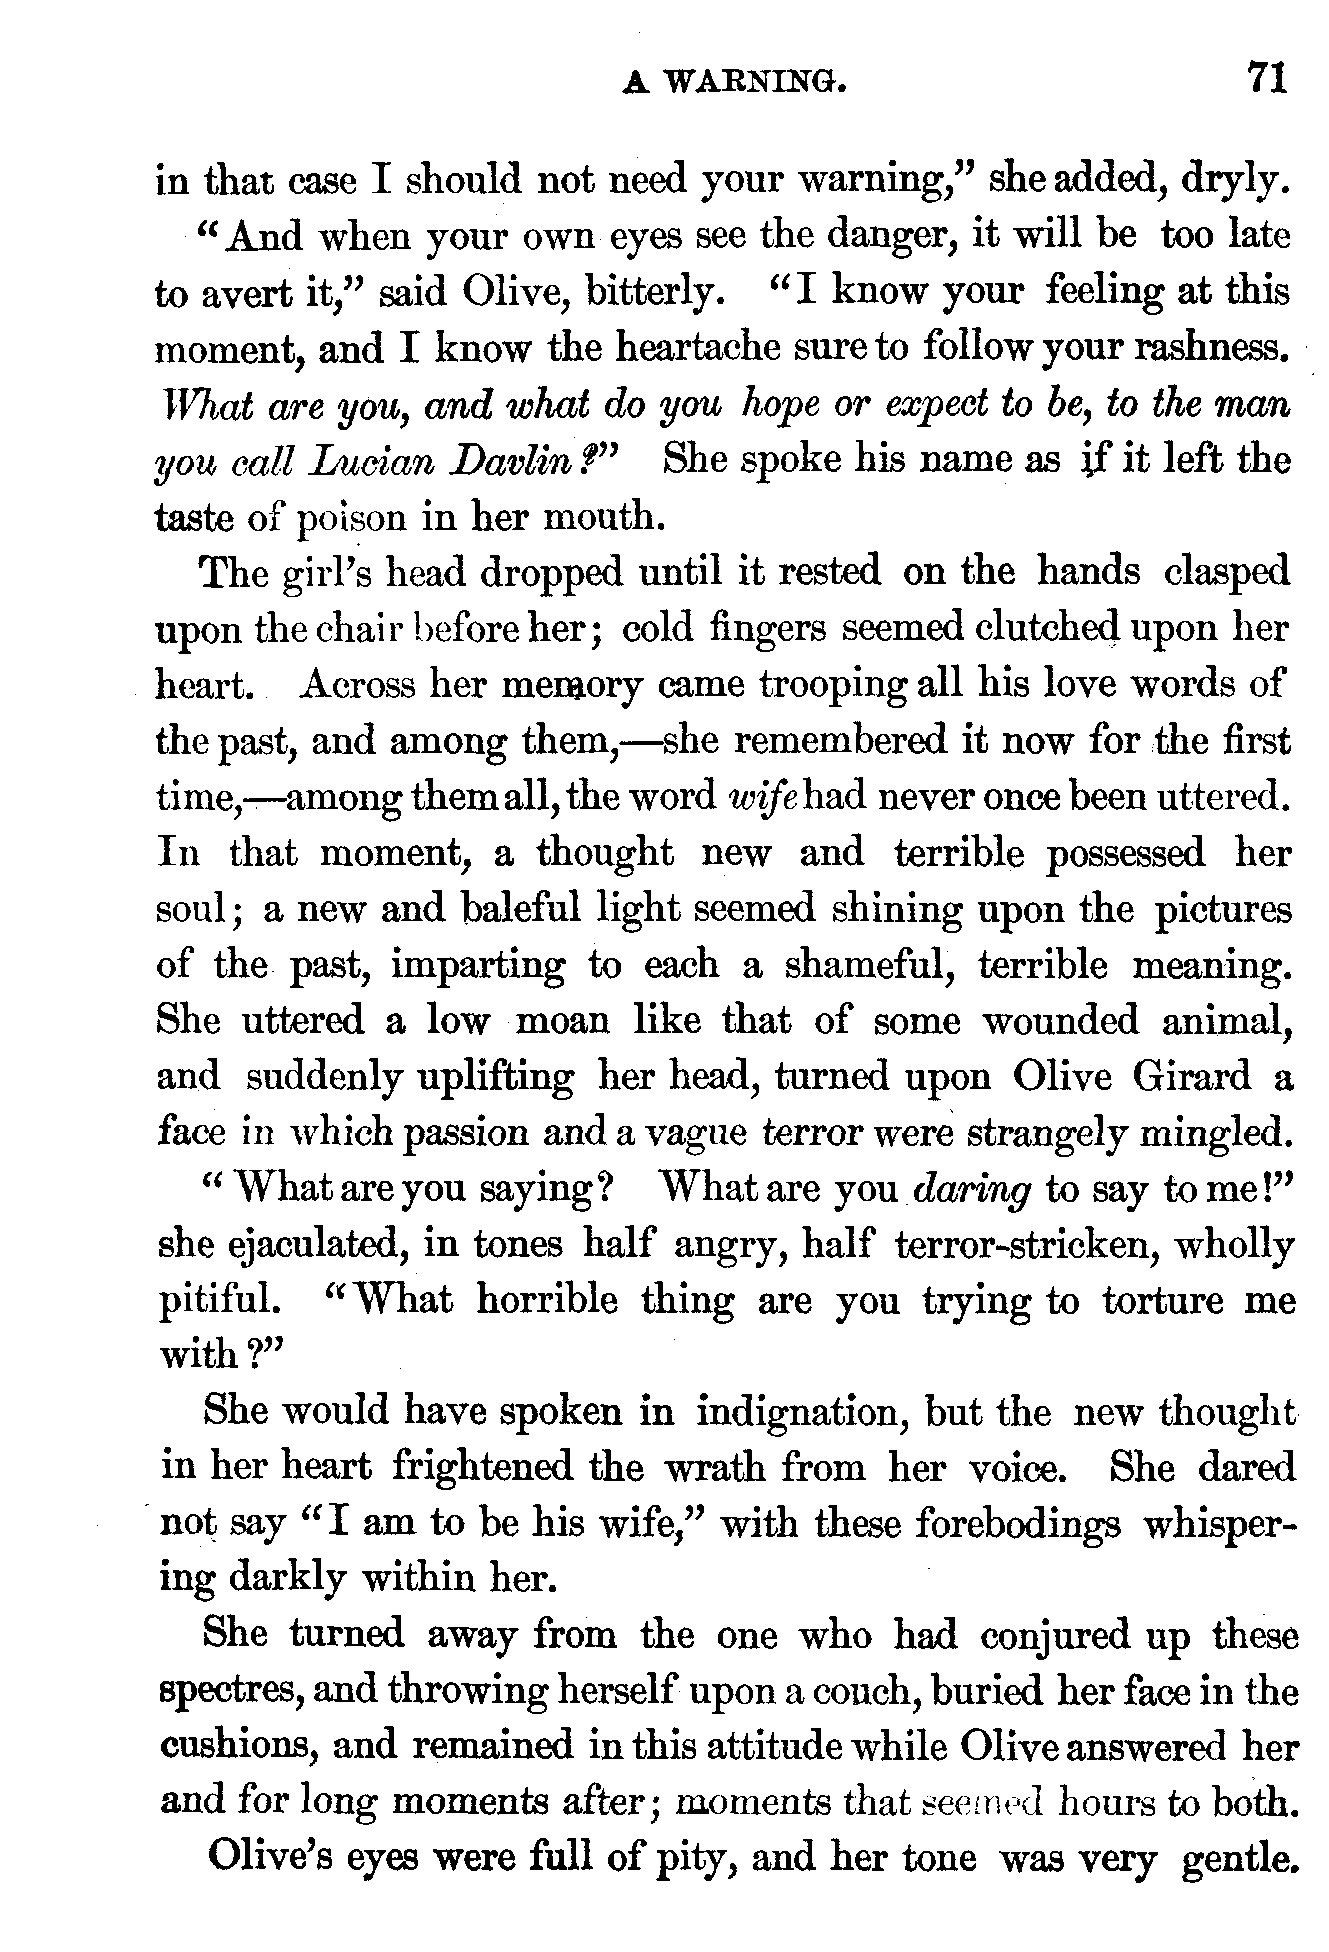 A WARNING. 71
in that case I should not need your warning,” she added, dryly.
“And when your own eyes see the danger, it will be too late
to avert it,” said Olive, bitterly. “I know your feeling at this
moment, and I know the heartache sure to follow your rashness.
What are you, and what do you hope or expect to be, to the man
you call Lucian Davlin?” She spoke his name as if it left the
taste of poison in her mouth.
The girl’s head dropped until it rested on the hands clasped
upon the chair before her; cold fingers seemed clutched upon her
heart. Across her memory came trooping all his love words of
the past, and among them,—she remembered it now for the first
time,—among them all, the word wife had never once been uttered.
In that moment, a thought new and terrible possessed her
soul; a new and baleful light seemed shining upon the pictures
of the past, imparting to each a shameful, terrible meaning.
She uttered a low moan like that of some wounded animal,
and suddenly uplifting her head, turned upon Olive Girard a
face in which passion and a vague terror were strangely mingled.
“What are you saying? What are you daring to say to me!”
she ejaculated, in tones half angry, half terror-stricken, wholly
pitiful. “What horrible thing are you trying to torture me
with?”
She would have spoken in indignation, but the new thought
in her heart frightened the wrath from her voice. She dared
not say “I am to be his wife,” with these forebodings whisper-
ing darkly within her.
She turned away from the one who had conjured up these
spectres, and throwing herself upon a couch, buried her face in the
cushions, and remained in this attitude while Olive answered her
and for long moments after; moments that seemed hours to both.
Olive’s eyes were full of pity, and her tone was very gentle.